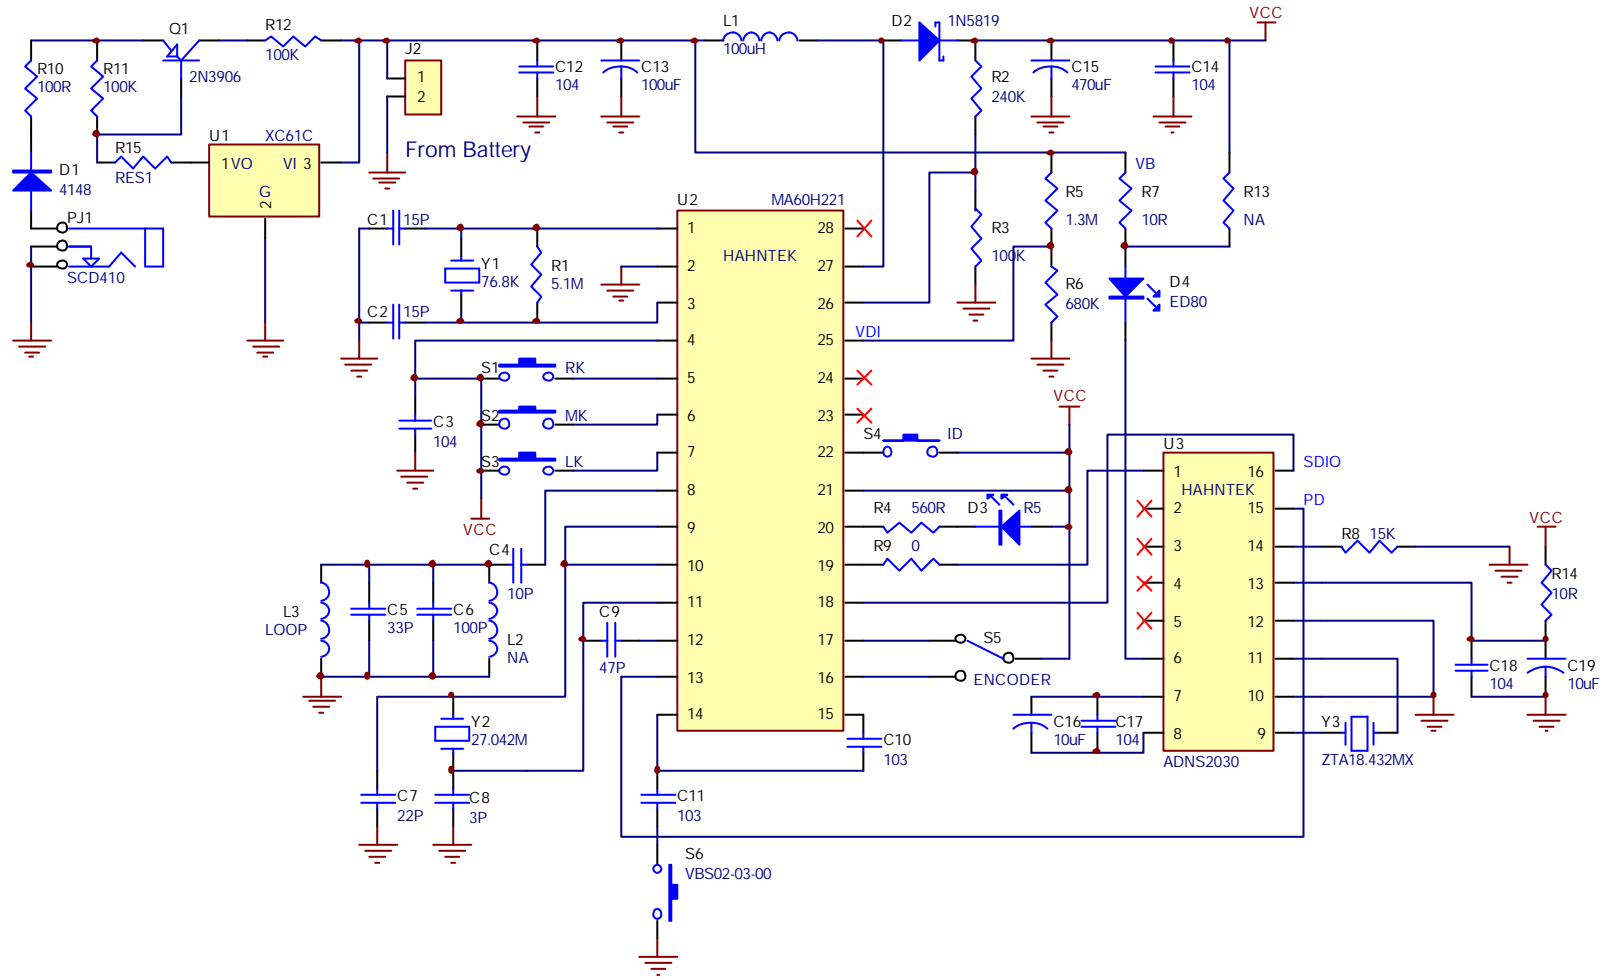 Q1
2N3906
R12
100K
R10
100R
R11
100K
R15
RES1
D1
4148
PJ1
SCD410
U1
XC61C
1
VO
VI
3
G
2
J2
1
2
From Battery
C12
104
C13
100uF
L1
100uH
D2
1N5819
VCC
R2
240K
C15
470uF
C14
104
VB
R5
1.3M
R7
10R
R13
NA
R3
100K
R6
680K
D4
ED80
U2
MA60H221
HAHNTEK
1
2
3
4
5
6
7
8
9
10
11
12
13
14
28
27
26
25
24
23
22
21
20
19
18
17
16
15
C1
15P
C2
15P
Y1
76.8K
R1
5.1M
C3
104
S1
RK
S2
MK
S3
LK
VCC
VDI
VCC
S4
ID
R4
560R
D3
R5
R9
0
S5
ENCODER
C4
10P
L3
LOOP
C5
33P
C6
100P
L2
NA
C9
47P
Y2
27.042M
C7
22P
C8
3P
C10
103
C11
103
S6
VBS02-03-00
U3
HAHNTEK
1
2
3
4
5
6
7
8
16
15
14
13
12
11
10
9
ADNS2030
SDIO
PD
R8
15K
VCC
R14
10R
C18
104
C19
10uF
C16
10uF
C17
104
Y3
ZTA18.432MX